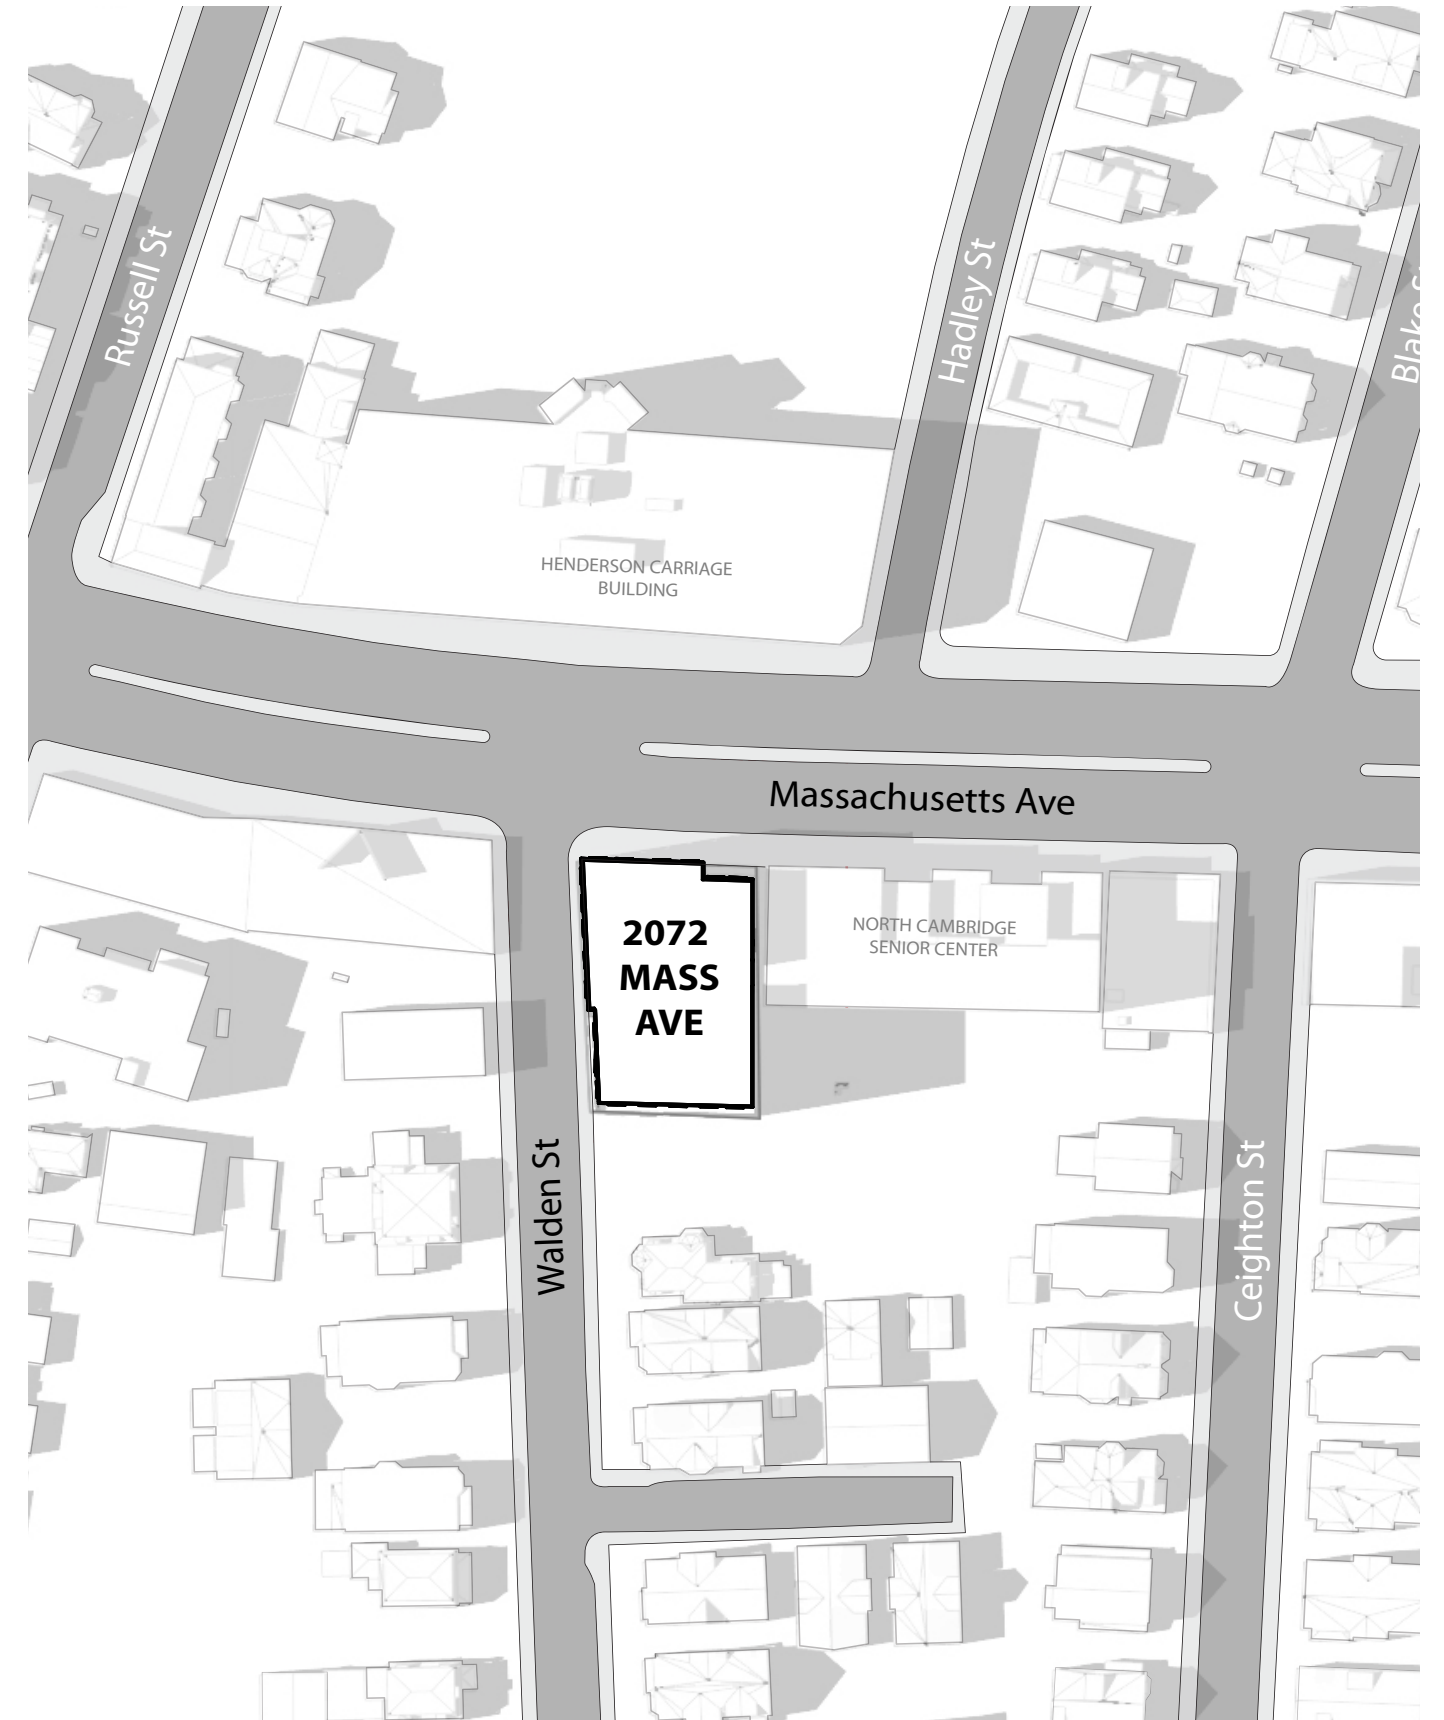 Russell St
Hadley St
HENDERSON CARRIAGE
BUILDING
Massachusetts Ave
2072
MASS
AVE
NORTH CAMBRIDGE
SENIOR CENTER
Walden St
Ceighton St